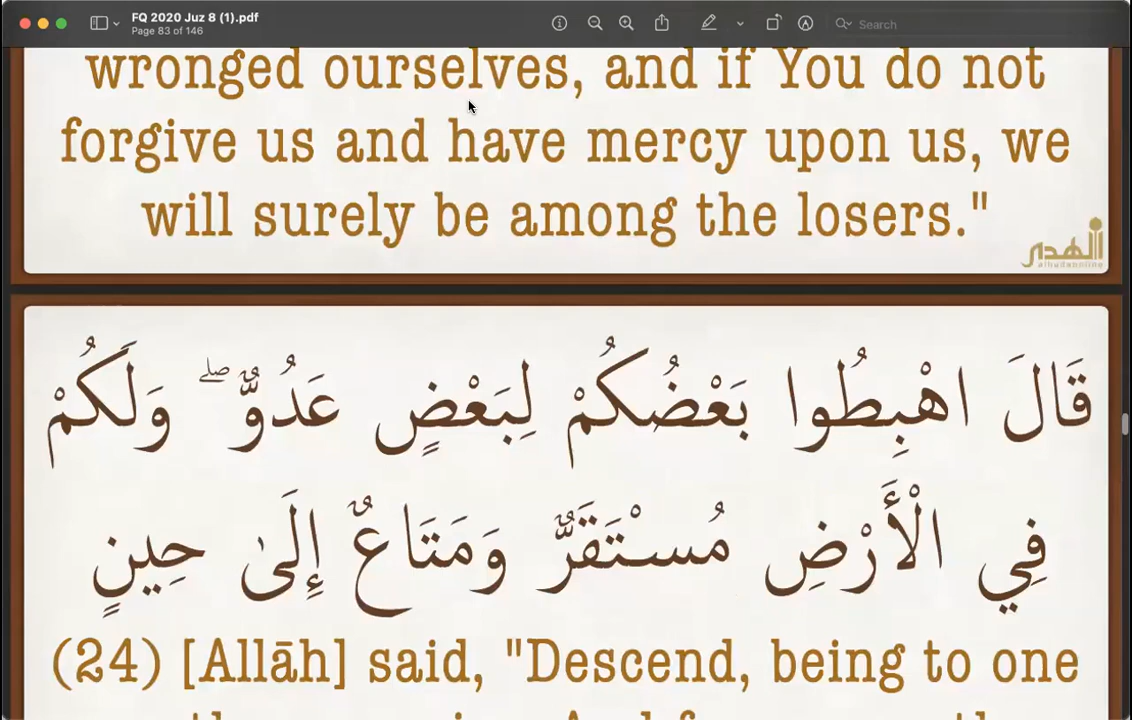 FQ 2020 Juz 8 (1).pdf
Page 83 of 146
Search
wronged ourselves, and if You do not
forgive us and have mercy upon us, we
will surely be among the losers."
الهدى
alhudaonline
قَالَ اهْبِطُوا بَعْضُكُمْ لِبَعْضٍ عَدُوٌّ ۖ وَلَكُمْ
فِي الْأَرْضِ مُسْتَقَرٌّ وَمَتَاعٌ إِلَىٰ حِينٍ
(24) [Allāh] said, "Descend, being to one